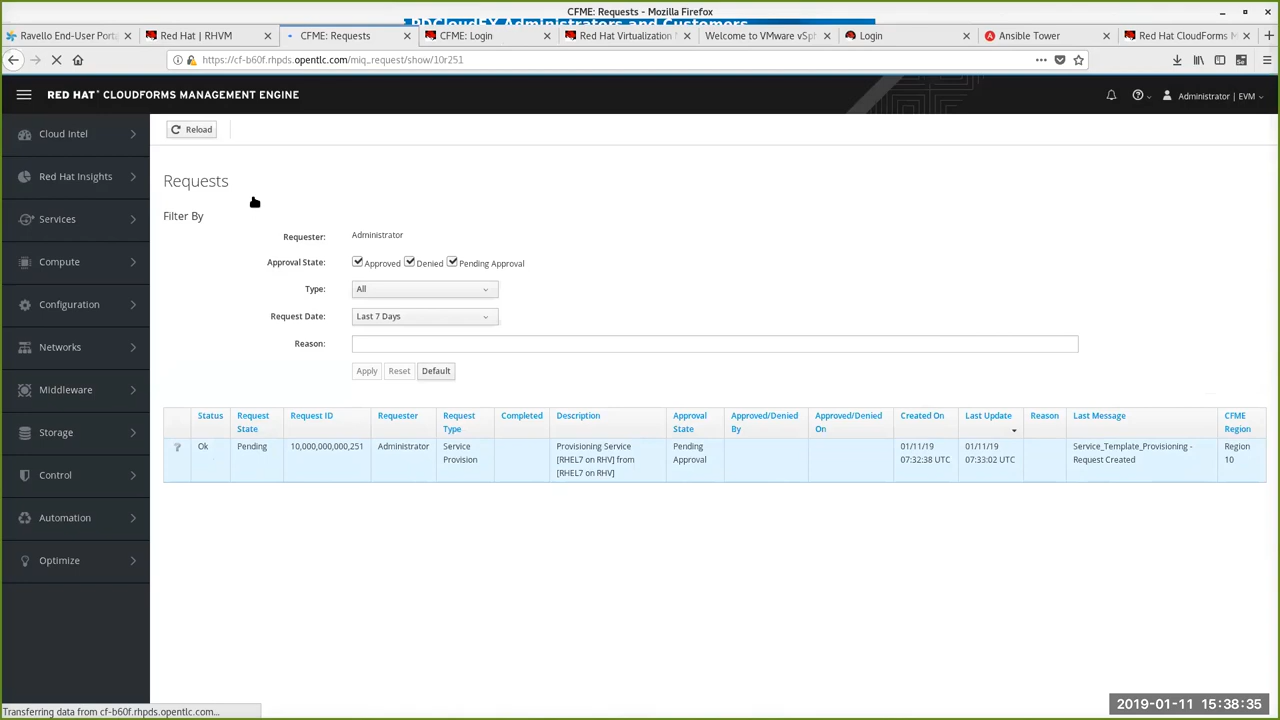 CFME: Requests - Mozilla Firefox
PDCloudEX Administrators and Customers
Ravello End-User Port
Red Hat | RHVM
CFME: Requests
CFME: Login
Red Hat Virtualization
Welcome to VMware vSp
Login
Ansible Tower
Red Hat CloudForms M
https://cf-b60f.rhpds.opentlc.com/miq_request/show/10r251
RED HAT CLOUDFORMS MANAGEMENT ENGINE
Administrator | EVM
Cloud Intel
Red Hat Insights
Services
Compute
Configuration
Networks
Middleware
Storage
Control
Automation
Optimize
Reload
Requests
Filter By
Requester: Administrator
Approval State: Approved Denied Pending Approval
Type: All
Request Date: Last 7 Days
Reason:
Apply Reset Default
Status Request State Request ID Requester Request Type Completed Description Approval State Approved/Denied By Approved/Denied On Created On Last Update Reason Last Message CFME Region
Ok Pending 10,000,000,000,251 Administrator Service Provision Provisioning Service [RHEL7 on RHV] from [RHEL7 on RHV] Pending Approval 01/11/19 07:32:38 UTC 01/11/19 07:33:02 UTC Service_Template_Provisioning - Request Created Region 10
Transferring data from cf-b60f.rhpds.opentlc.com...
2019-01-11 15:38:35